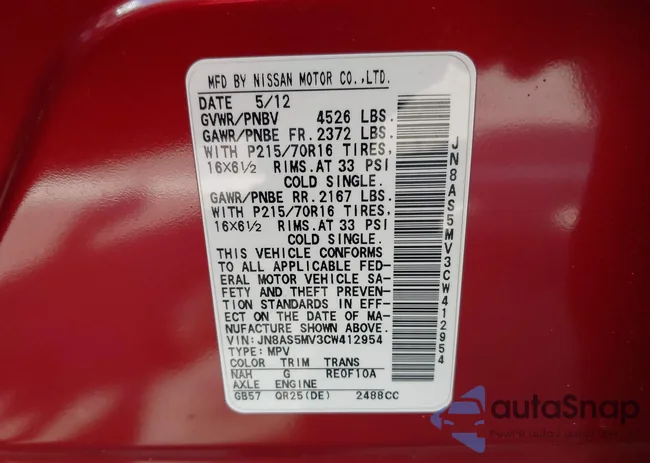 MFD BY NISSAN MOTOR CO.,LTD.
DATE 5/12
GVWR/PNBV 4526 LBS.
GAWR/PNBE FR. 2372 LBS.
WITH P215/70R16 TIRES,
16X6½ RIMS. AT 33 PSI
COLD SINGLE.
GAWR/PNBE RR. 2167 LBS.
WITH P215/70R16 TIRES,
16X6½ RIMS. AT 33 PSI
COLD SINGLE.
THIS VEHICLE CONFORMS
TO ALL APPLICABLE FED-
ERAL MOTOR VEHICLE SA-
FETY AND THEFT PREVEN-
TION STANDARDS IN EFF-
ECT ON THE DATE OF MA-
NUFACTURE SHOWN ABOVE.
VIN: JN8AS5MV3CW412954
TYPE: MPV
COLOR TRIM TRANS
NAH G RE0F10A
AXLE ENGINE
GB57 QR25(DE) 2488CC
JN8AS5MV3CW412954
autoSnap